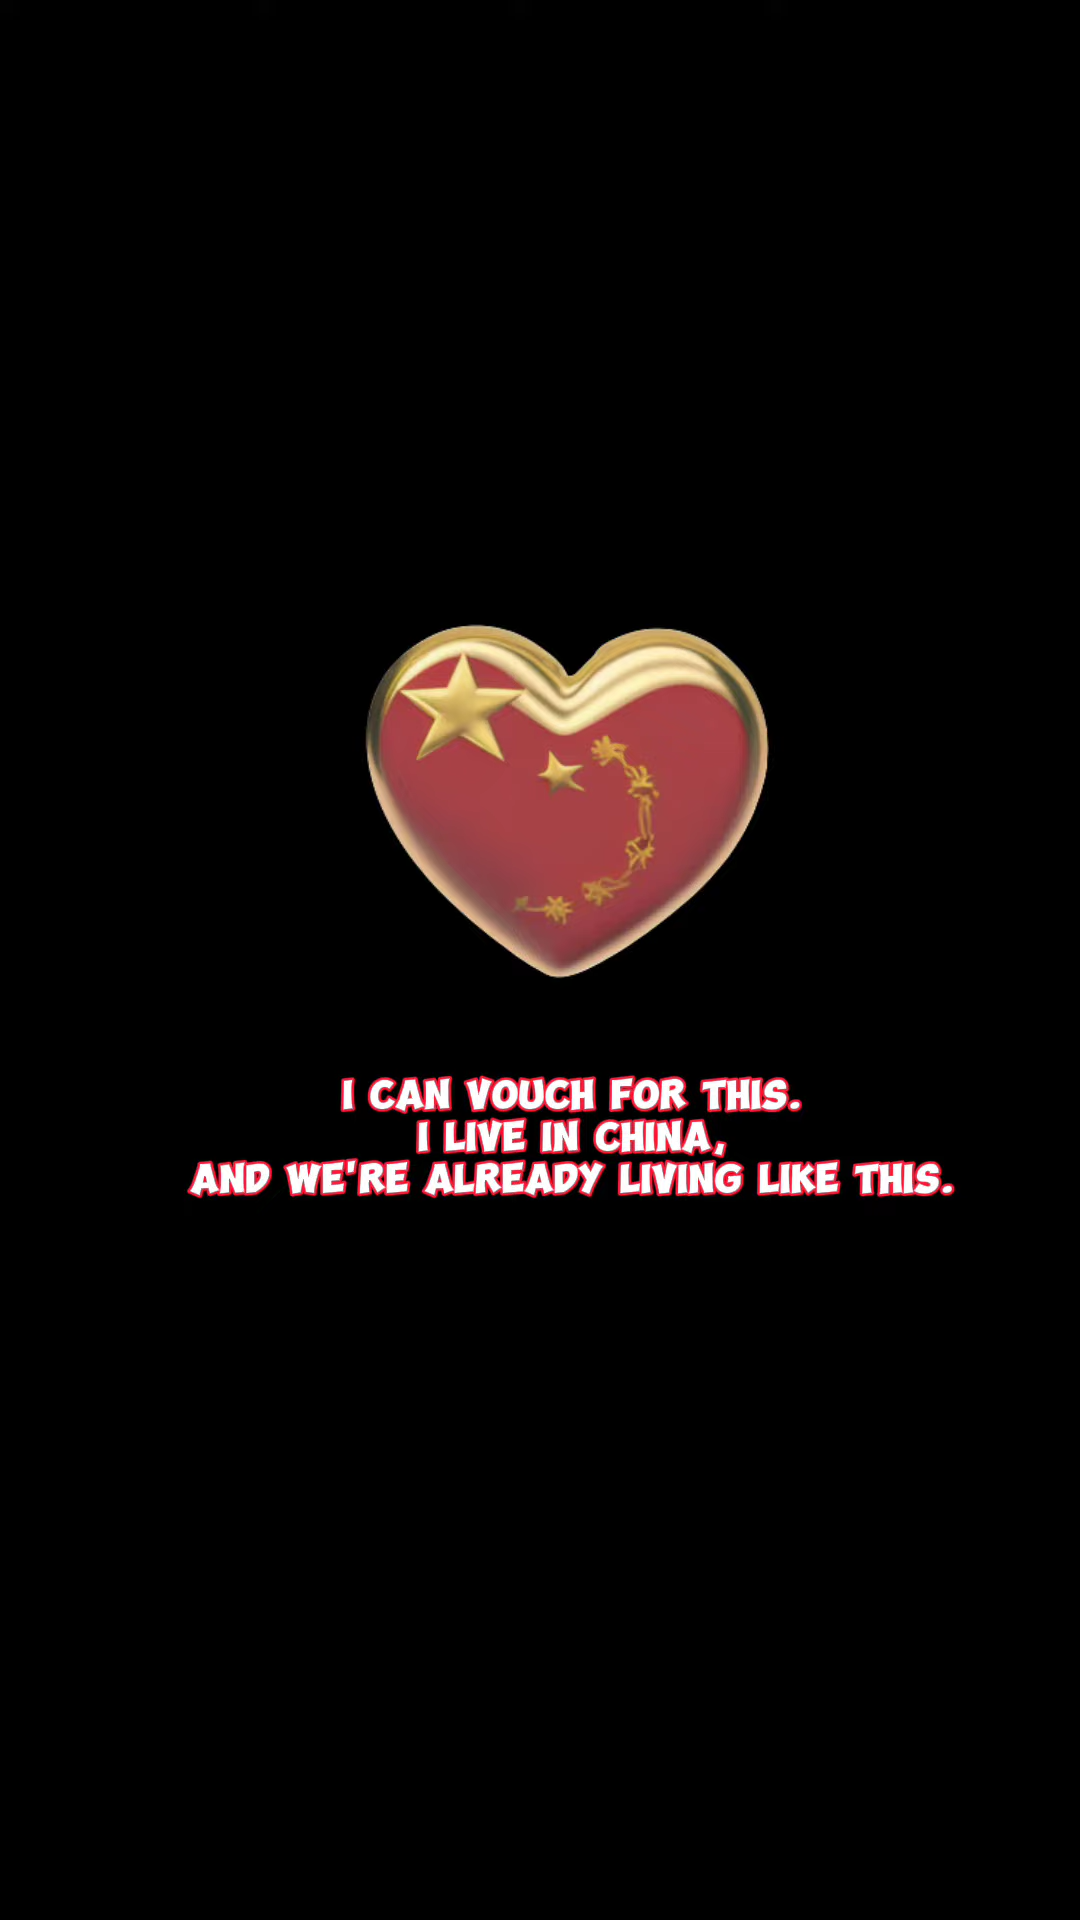 I CAN VOUCH FOR THIS.
I LIVE IN CHINA,
AND WE'RE ALREADY LIVING LIKE THIS.